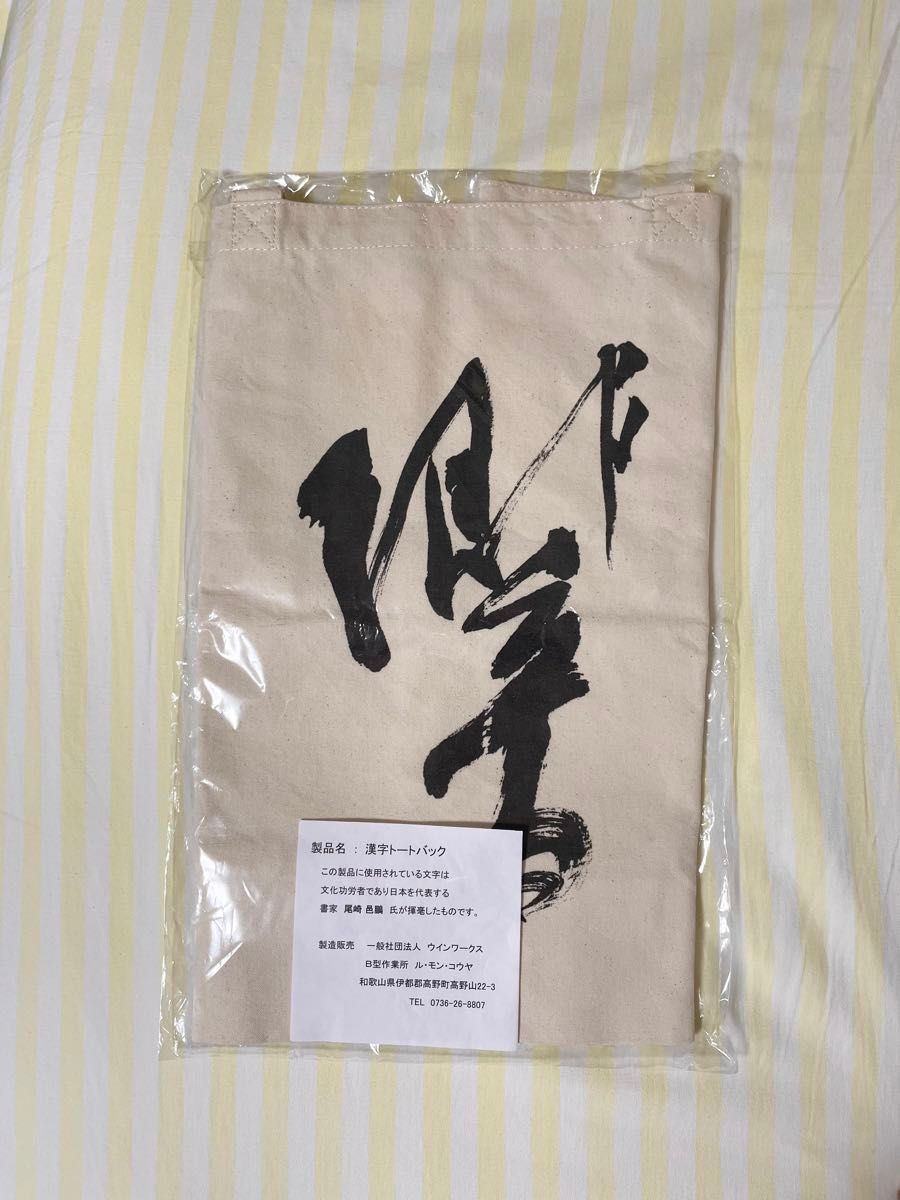 製品名 : 漢字トートバック
この製品に使用されている文字は
文化功労者であり日本を代表する
書家 尾崎 邑鵬 氏が揮毫したものです。
製造販売 一般社団法人 ウインワークス
B型作業所 ル・モン・コウヤ
和歌山県伊都郡高野町高野山22-3
TEL 0736-26-8807